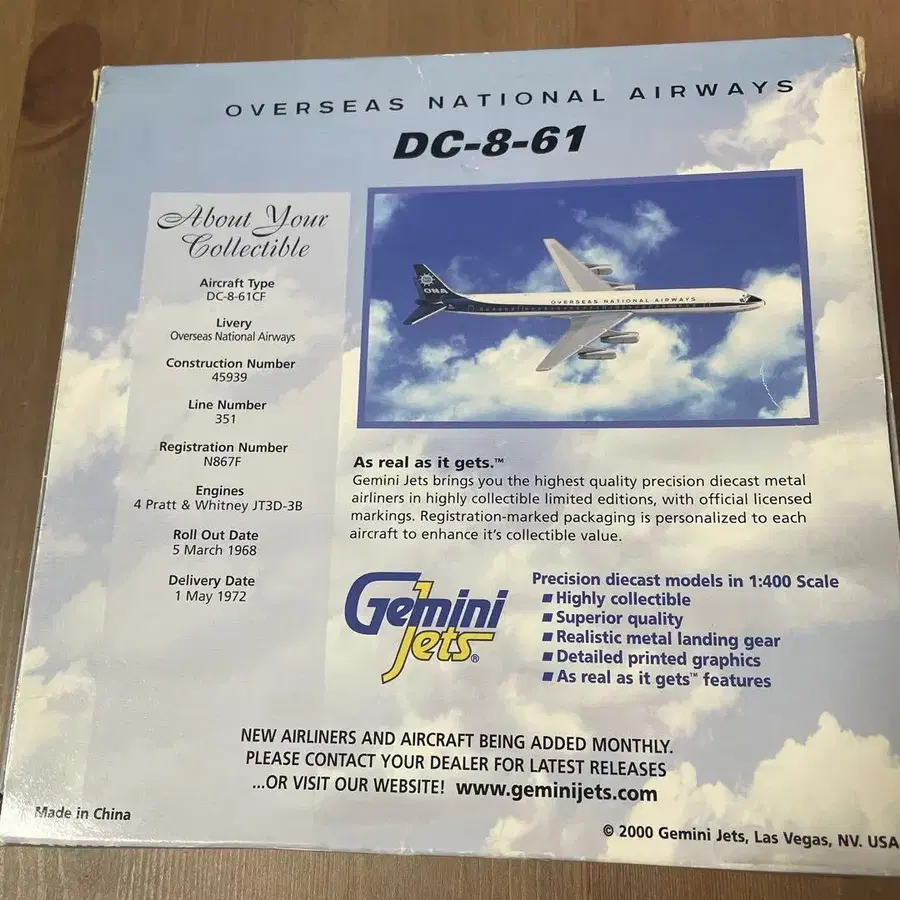 OVERSEAS NATIONAL AIRWAYS
DC-8-61
About Your
Collectible
Aircraft Type
DC-8-61CF
Livery
Overseas National Airways
Construction Number
45939
Line Number
351
Registration Number
N867F
Engines
4 Pratt & Whitney JT3D-3B
Roll Out Date
5 March 1968
Delivery Date
1 May 1972
ONA
OVERSEAS NATIONAL AIRWAYS
As real as it gets.™
Gemini Jets brings you the highest quality precision diecast metal
airliners in highly collectible limited editions, with official licensed
markings. Registration-marked packaging is personalized to each
aircraft to enhance it's collectible value.
Gemini
Jets®
Precision diecast models in 1:400 Scale
■ Highly collectible
■ Superior quality
■ Realistic metal landing gear
■ Detailed printed graphics
■ As real as it gets™ features
NEW AIRLINERS AND AIRCRAFT BEING ADDED MONTHLY.
PLEASE CONTACT YOUR DEALER FOR LATEST RELEASES
...OR VISIT OUR WEBSITE! www.geminijets.com
Made in China
© 2000 Gemini Jets, Las Vegas, NV. USA